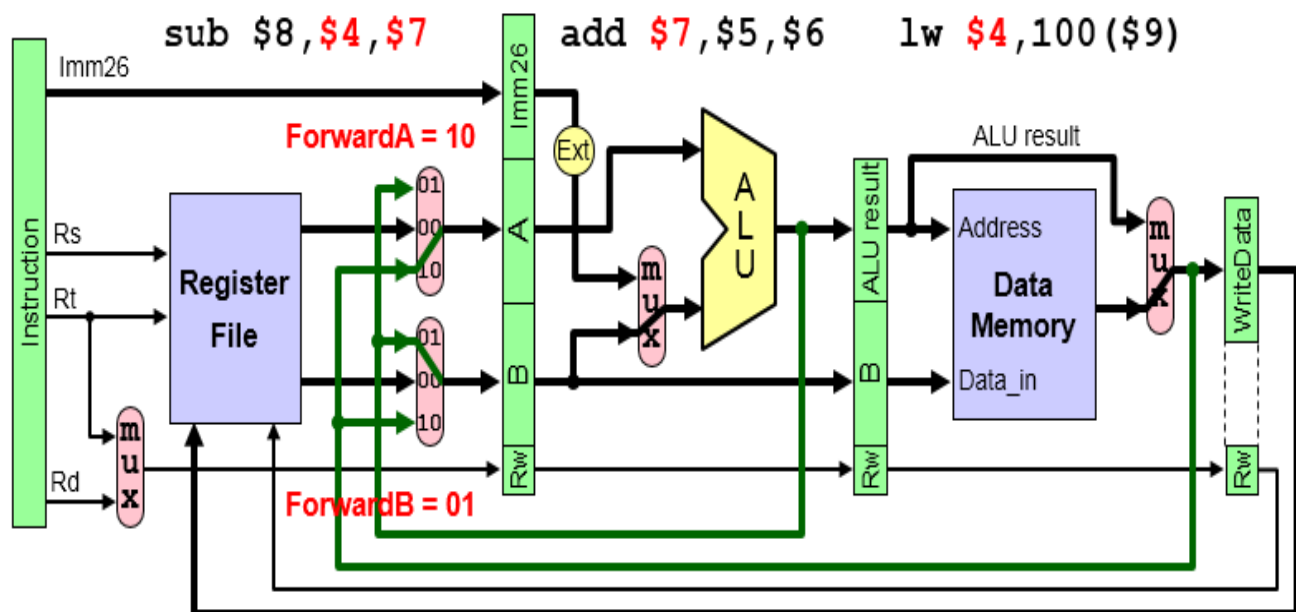 sub $8,$4,$7
add $7,$5,$6
lw $4,100($9)
Imm26
Imm26
ForwardA = 10
Ext
ALU result
Instruction
Rs
Rt
Rd
Register
File
01
00
10
A
ALU
mux
ALU result
Address
Data
Memory
Data_in
mux
WriteData
01
00
10
B
B
mux
Rw
Rw
Rw
ForwardB = 01